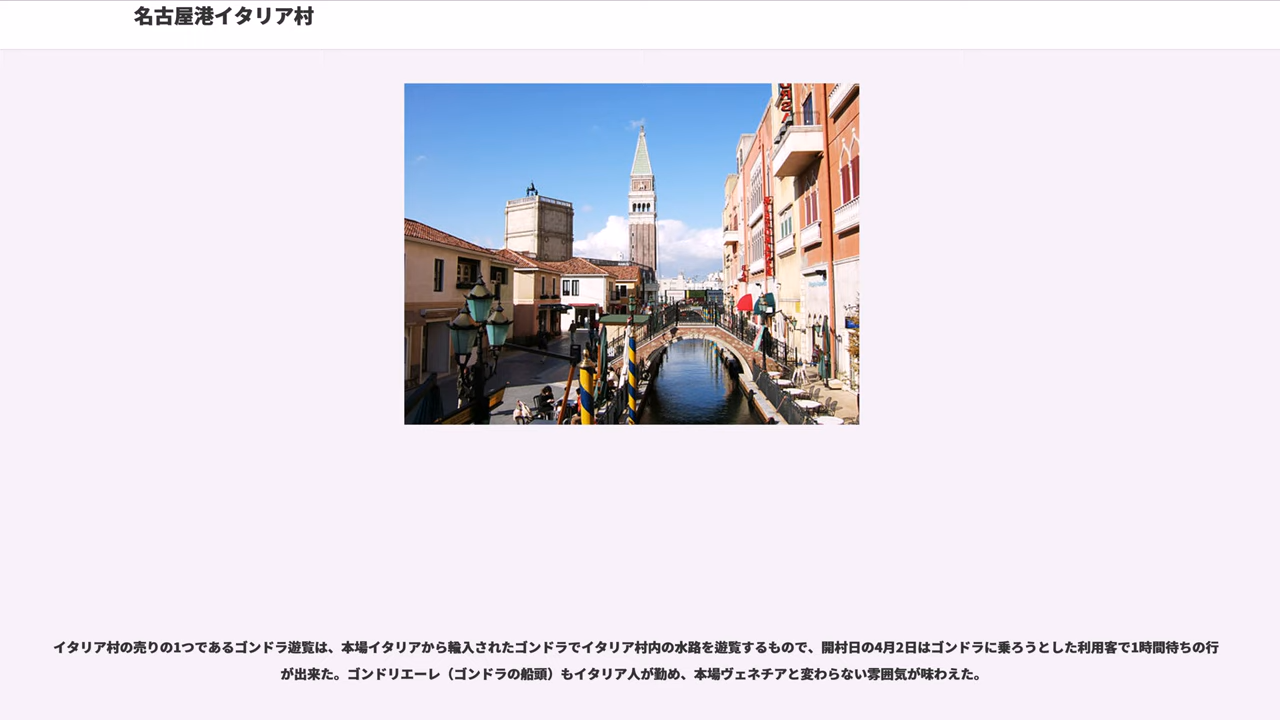 名古屋港イタリア村
イタリア村の売りの1つであるゴンドラ遊覧は、本場イタリアから輸入されたゴンドラでイタリア村内の水路を遊覧するもので、開村日の4月2日はゴンドラに乗ろうとした利用客で1時間待ちの行
が出来た。ゴンドリエーレ（ゴンドラの船頭）もイタリア人が勤め、本場ヴェネチアと変わらない雰囲気が味わえた。